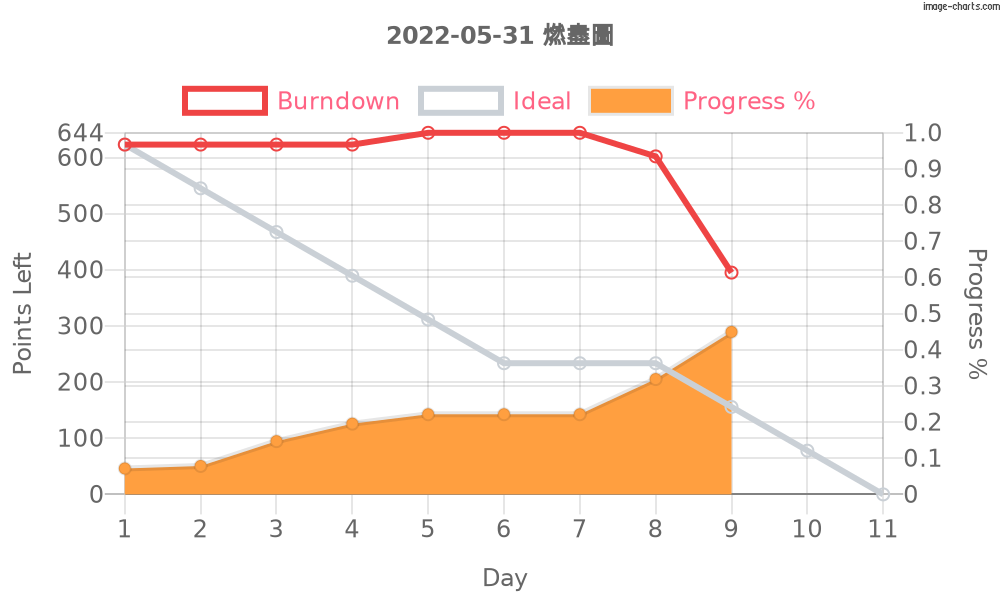 image-charts.com
2022-05-31 燃盡圖
Burndown Ideal Progress %
644 1.0
600 0.9
500 0.8
400 0.7
300 0.6
200 0.5
100 0.4
0 0.3
0.2
0.1
0
Points Left
Progress %
1 2 3 4 5 6 7 8 9 10 11
Day